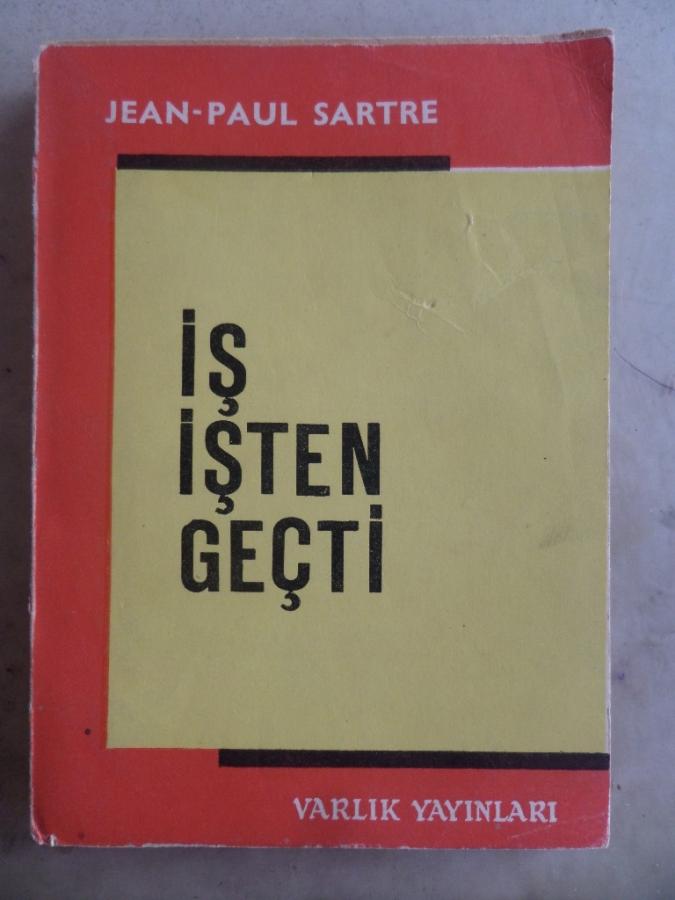 JEAN-PAUL SARTRE
İŞ
İŞTEN
GEÇTİ
VARLIK YAYINLARI